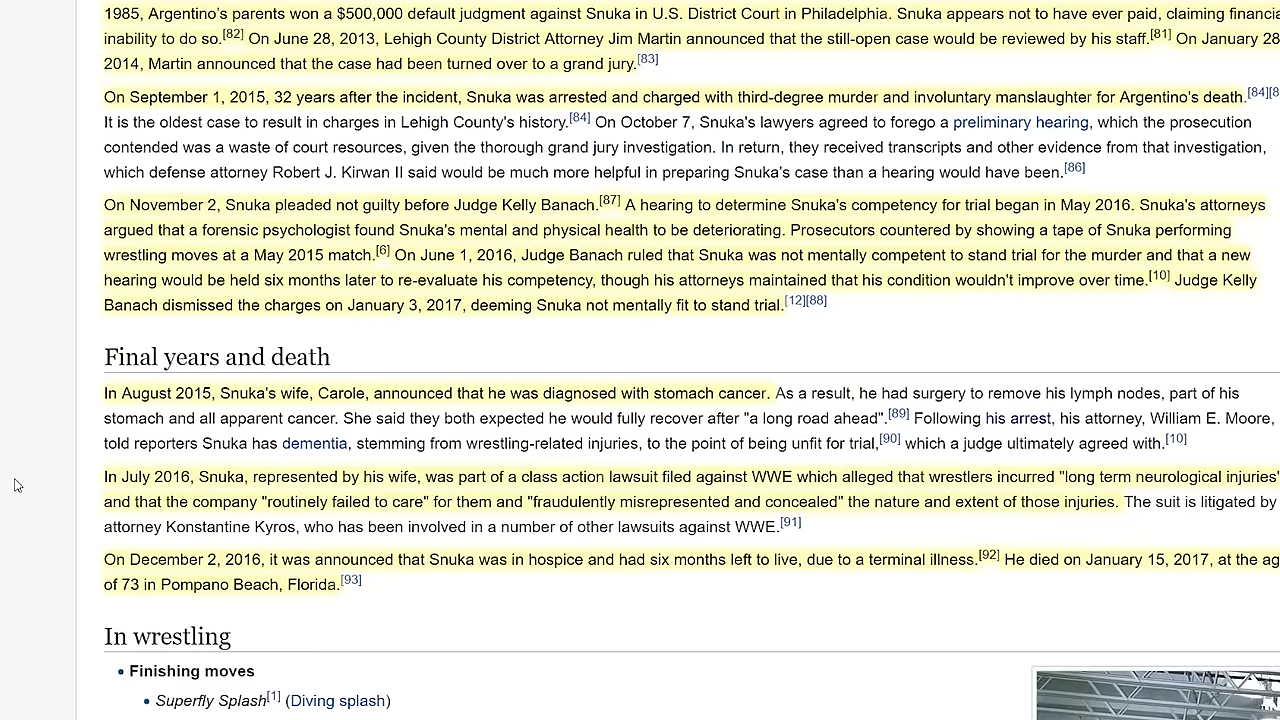 1985, Argentino's parents won a $500,000 default judgment against Snuka in U.S. District Court in Philadelphia. Snuka appears not to have ever paid, claiming
inability to do so.[82] On June 28, 2013, Lehigh County District Attorney Jim Martin announced that the still-open case would be reviewed by his staff.[81] On January 28
2014, Martin announced that the case had been turned over to a grand jury.[83]
On September 1, 2015, 32 years after the incident, Snuka was arrested and charged with third-degree murder and involuntary manslaughter for Argentino's death.[84]
It is the oldest case to result in charges in Lehigh County's history.[84] On October 7, Snuka's lawyers agreed to forego a preliminary hearing, which the prosecution
contended was a waste of court resources, given the thorough grand jury investigation. In return, they received transcripts and other evidence from that investigation,
which defense attorney Robert J. Kirwan II said would be much more helpful in preparing Snuka's case than a hearing would have been.[86]
On November 2, Snuka pleaded not guilty before Judge Kelly Banach.[87] A hearing to determine Snuka's competency for trial began in May 2016. Snuka's attorneys
argued that a forensic psychologist found Snuka's mental and physical health to be deteriorating. Prosecutors countered by showing a tape of Snuka performing
wrestling moves at a May 2015 match.[6] On June 1, 2016, Judge Banach ruled that Snuka was not mentally competent to stand trial for the murder and that a new
hearing would be held six months later to re-evaluate his competency, though his attorneys maintained that his condition wouldn't improve over time.[10] Judge Kelly
Banach dismissed the charges on January 3, 2017, deeming Snuka not mentally fit to stand trial.[12][88]
Final years and death
In August 2015, Snuka's wife, Carole, announced that he was diagnosed with stomach cancer. As a result, he had surgery to remove his lymph nodes, part of his
stomach and all apparent cancer. She said they both expected he would fully recover after "a long road ahead".[89] Following his arrest, his attorney, William E. Moore,
told reporters Snuka has dementia, stemming from wrestling-related injuries, to the point of being unfit for trial,[90] which a judge ultimately agreed with.[10]
In July 2016, Snuka, represented by his wife, was part of a class action lawsuit filed against WWE which alleged that wrestlers incurred "long term neurological injuries"
and that the company "routinely failed to care" for them and "fraudulently misrepresented and concealed" the nature and extent of those injuries. The suit is litigated by
attorney Konstantine Kyros, who has been involved in a number of other lawsuits against WWE.[91]
On December 2, 2016, it was announced that Snuka was in hospice and had six months left to live, due to a terminal illness.[92] He died on January 15, 2017, at the
of 73 in Pompano Beach, Florida.[93]
In wrestling
• Finishing moves
• Superfly Splash[1] (Diving splash)